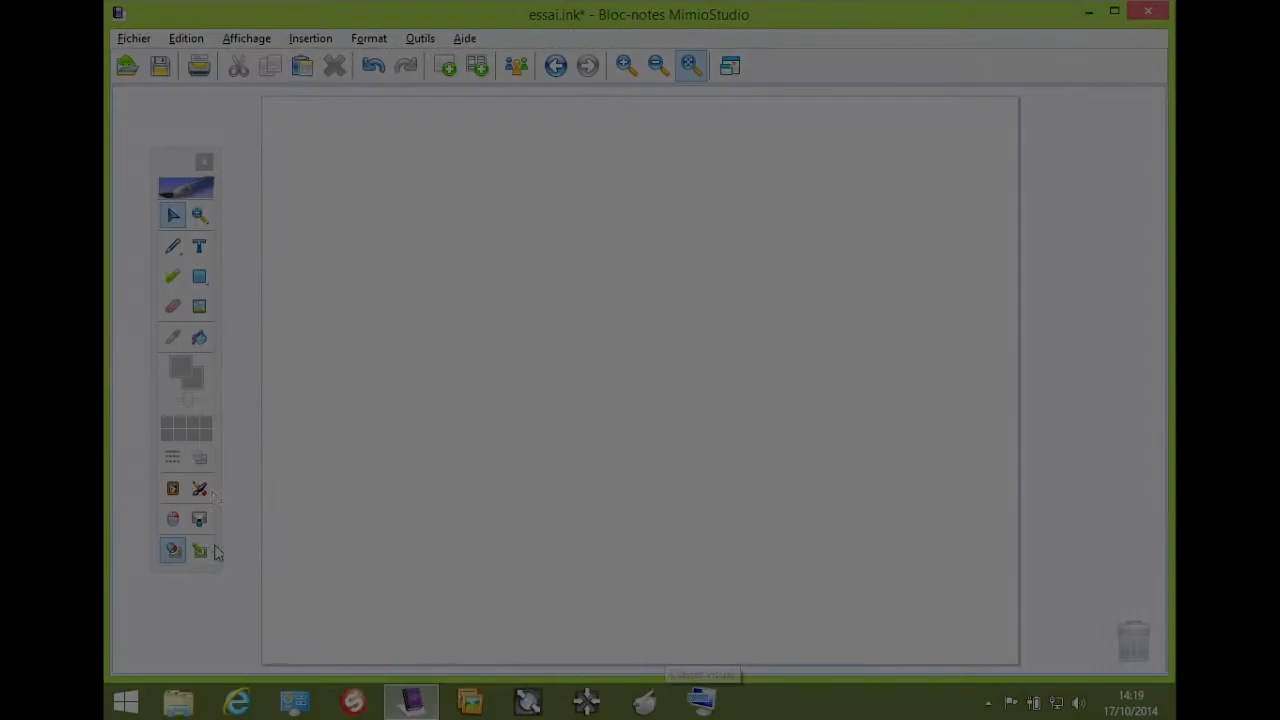 essai.ink* - Bloc-notes MimioStudio
Fichier Edition Affichage Insertion Format Outils Aide
T
14:19
17/10/2014